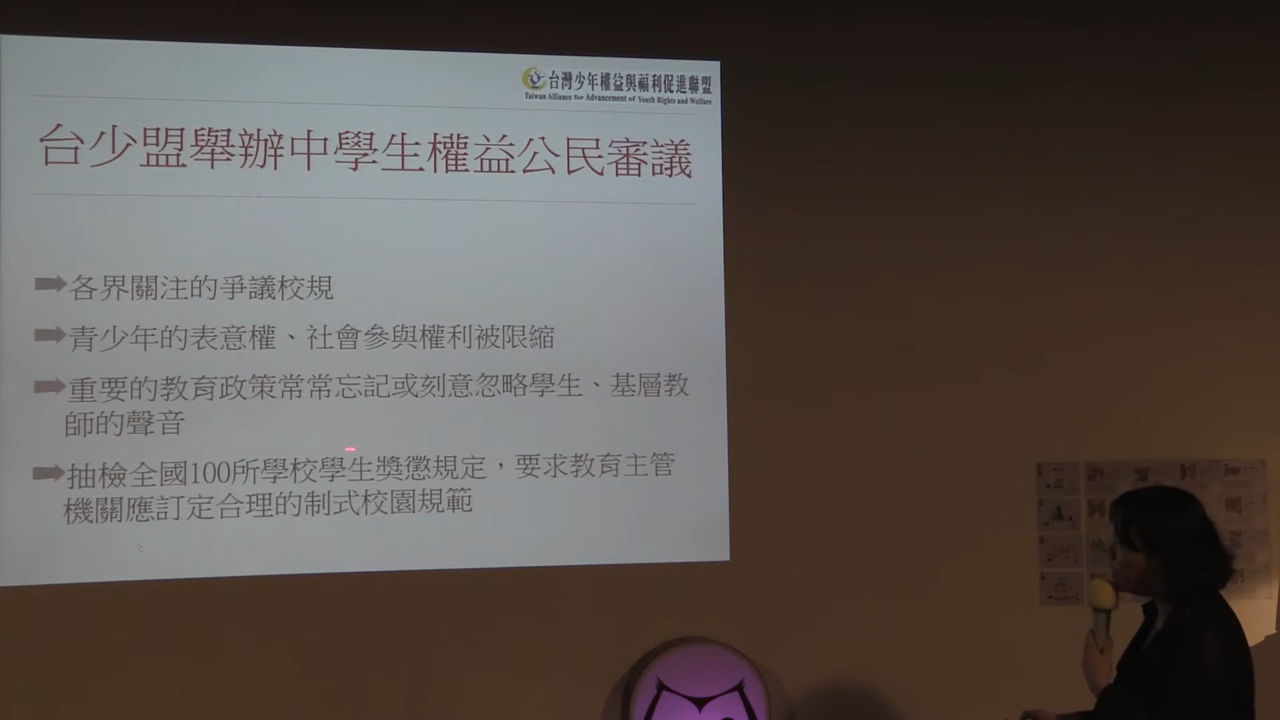 台灣少年權益與福利促進聯盟
Taiwan Alliance for Advancement of Youth Rights and Welfare
台少盟舉辦中學生權益公民審議
各界關注的爭議校規
青少年的表意權、社會參與權利被限縮
重要的教育政策常常忘記或刻意忽略學生、基層教
師的聲音
抽檢全國100所學校學生獎懲規定，要求教育主管
機關應訂定合理的制式校園規範